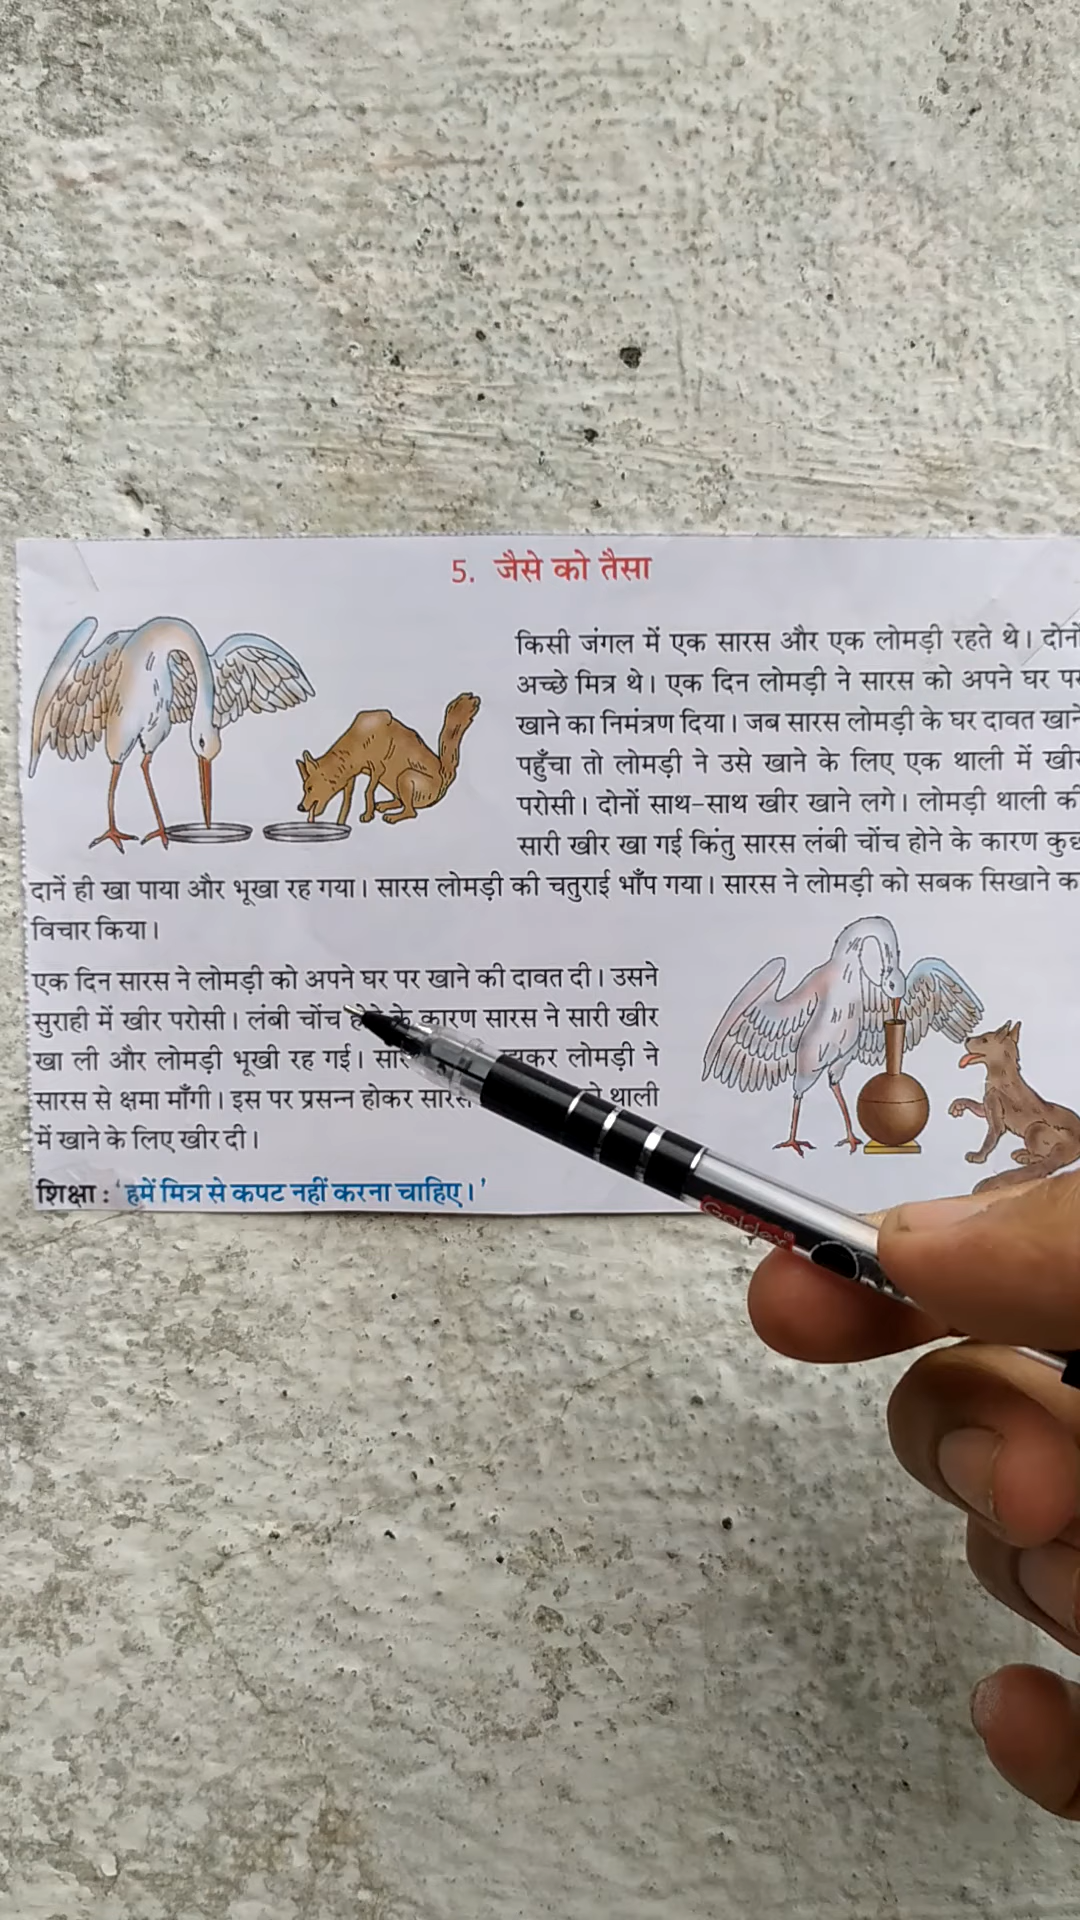 5. जैसे को तैसा
किसी जंगल में एक सारस और एक लोमड़ी रहते थे। दोनों
अच्छे मित्र थे। एक दिन लोमड़ी ने सारस को अपने घर पर
खाने का निमंत्रण दिया। जब सारस लोमड़ी के घर दावत खाने
पहुँचा तो लोमड़ी ने उसे खाने के लिए एक थाली में खीर
परोसी। दोनों साथ-साथ खीर खाने लगे। लोमड़ी थाली की
सारी खीर खा गई किंतु सारस लंबी चोंच होने के कारण कुछ
दानें ही खा पाया और भूखा रह गया। सारस लोमड़ी की चतुराई भाँप गया। सारस ने लोमड़ी को सबक सिखाने का
विचार किया।
एक दिन सारस ने लोमड़ी को अपने घर पर खाने की दावत दी। उसने
सुराही में खीर परोसी। लंबी चोंच होने के कारण सारस ने सारी खीर
खा ली और लोमड़ी भूखी रह गई। लोमड़ी ने
सारस से क्षमा माँगी। इस पर प्रसन्न होकर सारस थाली
में खाने के लिए खीर दी।
शिक्षा : 'हमें मित्र से कपट नहीं करना चाहिए।'
Goldex